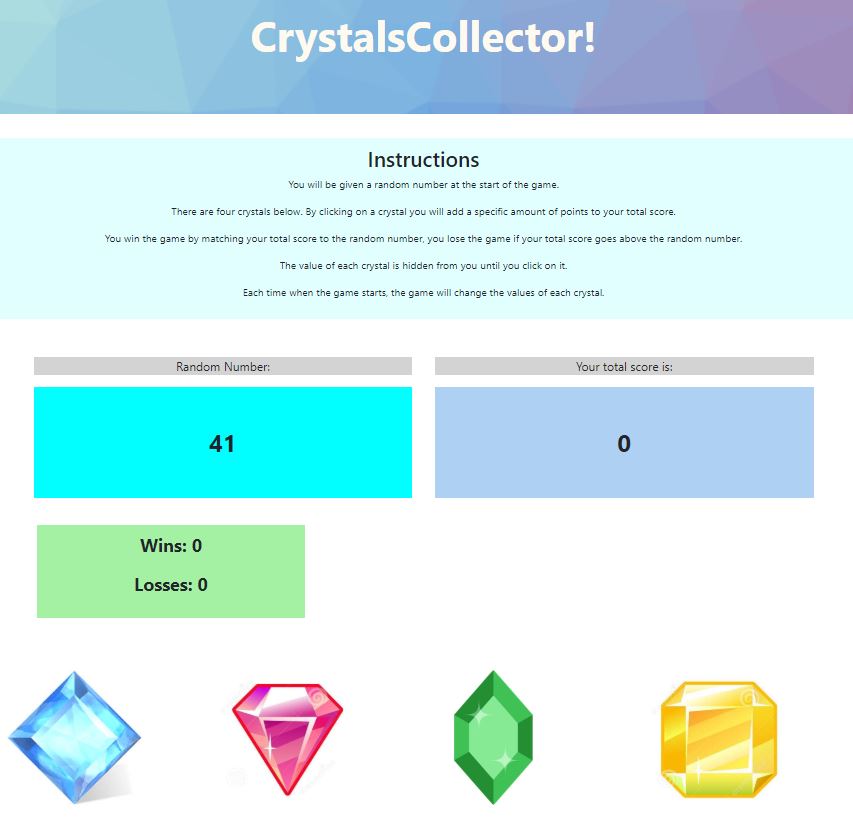 CrystalsCollector!
Instructions
You will be given a random number at the start of the game.
There are four crystals below. By clicking on a crystal you will add a specific amount of points to your total score.
You win the game by matching your total score to the random number, you lose the game if your total score goes above the random number.
The value of each crystal is hidden from you until you click on it.
Each time when the game starts, the game will change the values of each crystal.
Random Number:
Your total score is:
41
0
Wins: 0
Losses: 0